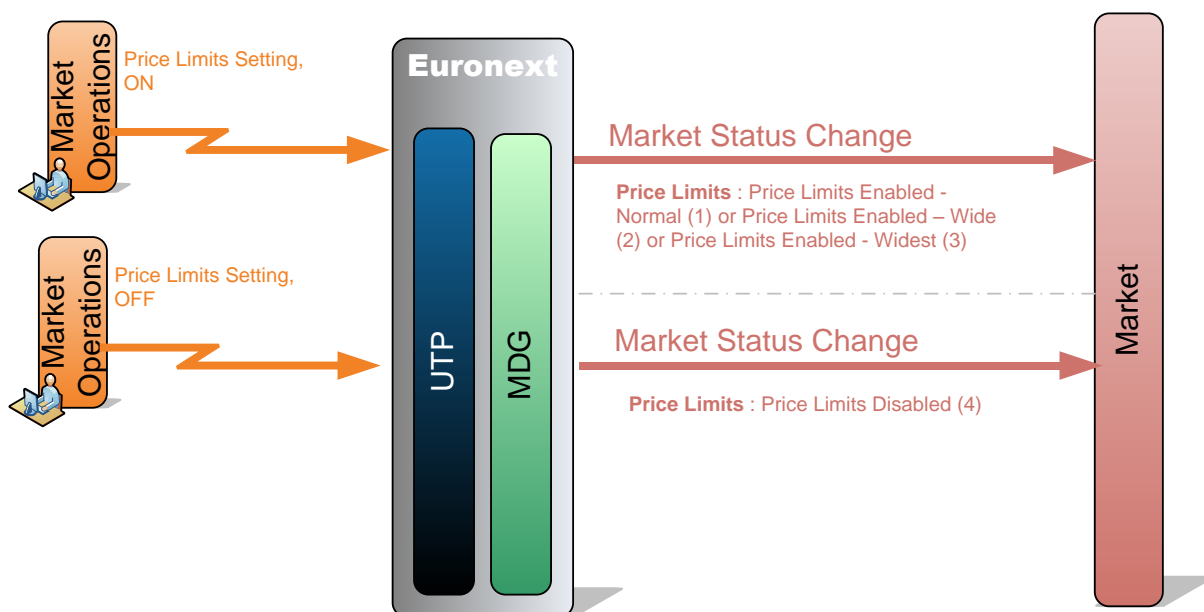 Market
Operations
Price Limits Setting,
ON
Euronext
UTP
MDG
Market Status Change
Price Limits : Price Limits Enabled -
Normal (1) or Price Limits Enabled – Wide
(2) or Price Limits Enabled - Widest (3)
Market
Operations
Price Limits Setting,
OFF
Market Status Change
Price Limits : Price Limits Disabled (4)
Market